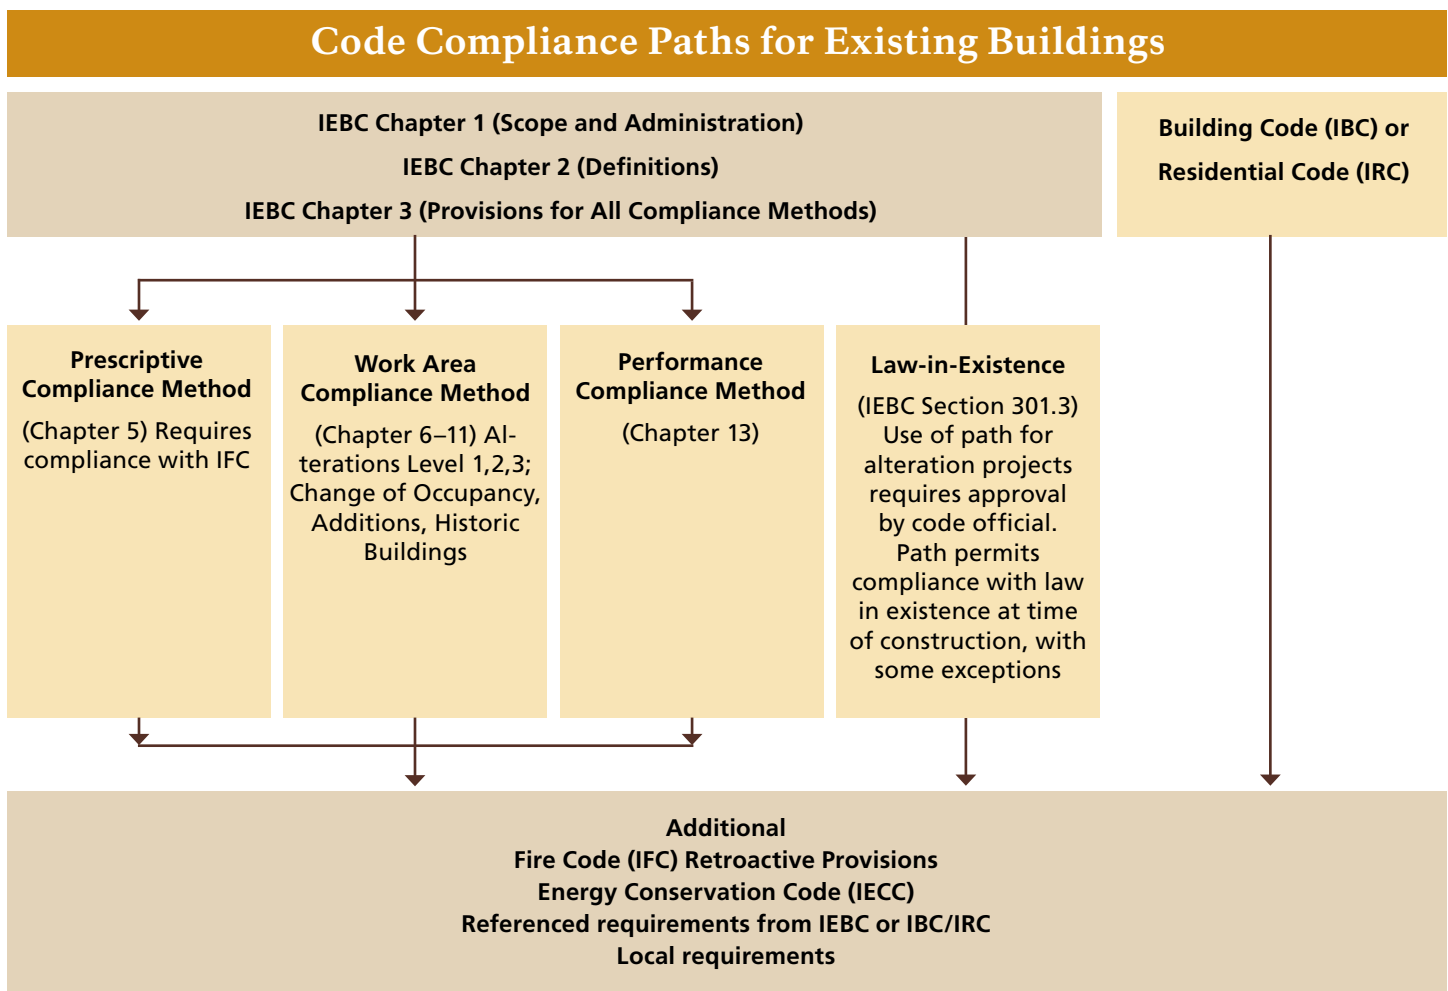 Code Compliance Paths for Existing Buildings
IEBC Chapter 1 (Scope and Administration)
IEBC Chapter 2 (Definitions)
IEBC Chapter 3 (Provisions for All Compliance Methods)
Building Code (IBC) or
Residential Code (IRC)
Prescriptive
Compliance Method
(Chapter 5) Requires
compliance with IFC
Work Area
Compliance Method
(Chapter 6–11) Al-
terations Level 1,2,3;
Change of Occupancy,
Additions, Historic
Buildings
Performance
Compliance Method
(Chapter 13)
Law-in-Existence
(IEBC Section 301.3)
Use of path for
alteration projects
requires approval
by code official.
Path permits
compliance with law
in existence at time
of construction, with
some exceptions
Additional
Fire Code (IFC) Retroactive Provisions
Energy Conservation Code (IECC)
Referenced requirements from IEBC or IBC/IRC
Local requirements